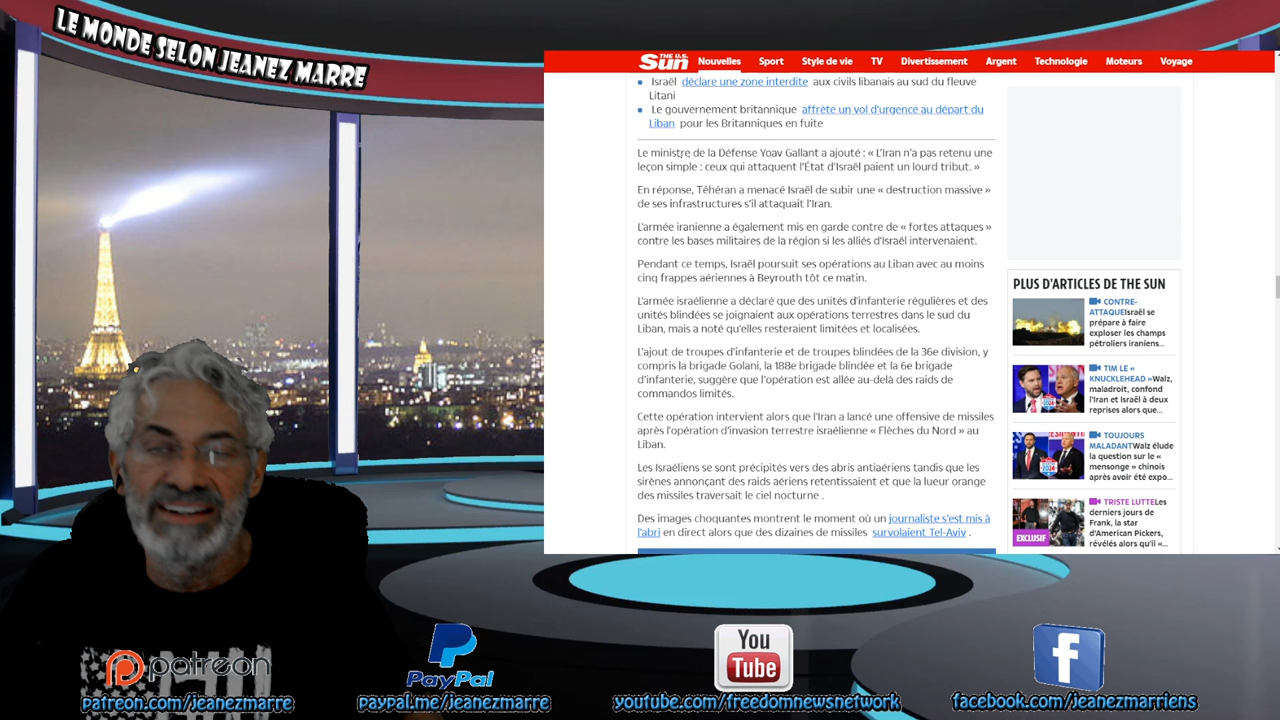 LE MONDE SELON JEANEZ MARRE
THE U.S. Sun Nouvelles Sport Style de vie TV Divertissement Argent Technologie Moteurs Voyage
Israël déclare une zone interdite aux civils libanais au sud du fleuve
Litani
Le gouvernement britannique affrète un vol d'urgence au départ du
Liban pour les Britanniques en fuite
Le ministre de la Défense Yoav Gallant a ajouté : « L'Iran n'a pas retenu une
leçon simple : ceux qui attaquent l'État d'Israël paient un lourd tribut. »
En réponse, Téhéran a menacé Israël de subir une « destruction massive »
de ses infrastructures s'il attaquait l'Iran.
L'armée iranienne a également mis en garde contre de « fortes attaques »
contre les bases militaires de la région si les alliés d'Israël intervenaient.
Pendant ce temps, Israël poursuit ses opérations au Liban avec au moins
cinq frappes aériennes à Beyrouth tôt ce matin.
L'armée israélienne a déclaré que des unités d'infanterie régulières et des
unités blindées se joignaient aux opérations terrestres dans le sud du
Liban, mais a noté qu'elles resteraient limitées et localisées.
L'ajout de troupes d'infanterie et de troupes blindées de la 36e division, y
compris la brigade Golani, la 188e brigade blindée et la 6e brigade
d'infanterie, suggère que l'opération est allée au-delà des raids de
commandos limités.
Cette opération intervient alors que l'Iran a lancé une offensive de missiles
après l'opération d'invasion terrestre israélienne « Flèches du Nord » au
Liban.
Les Israéliens se sont précipités vers des abris antiaériens tandis que les
sirènes annonçant des raids aériens retentissaient et que la lueur orange
des missiles traversait le ciel nocturne .
Des images choquantes montrent le moment où un journaliste s'est mis à
l'abri en direct alors que des dizaines de missiles survolaient Tel-Aviv .
PLUS D'ARTICLES DE THE SUN
CONTRE-
ATTAQUEIsraël se
prépare à faire
exploser les champs
pétroliers iraniens...
TIM LE «
KNUCKLEHEAD »Walz,
maladroit, confond
l'Iran et Israël à deux
reprises alors que...
TOUJOURS
MALADANTWalz élude
la question sur le «
mensonge » chinois
après avoir été expo...
TRISTE LUTTELes
derniers jours de
Frank, la star
d'American Pickers,
révélés alors qu'il «...
EXCLUSIF
patreon
patreon.com/jeanezmarre
PayPal
paypal.me/jeanezmarre
You
Tube
youtube.com/freedomnewsnetwork
f
facebook.com/jeanezmarriens